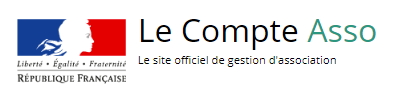 Le Compte Asso
Le site officiel de gestion d'association
Liberté • Égalité • Fraternité
RÉPUBLIQUE FRANÇAISE